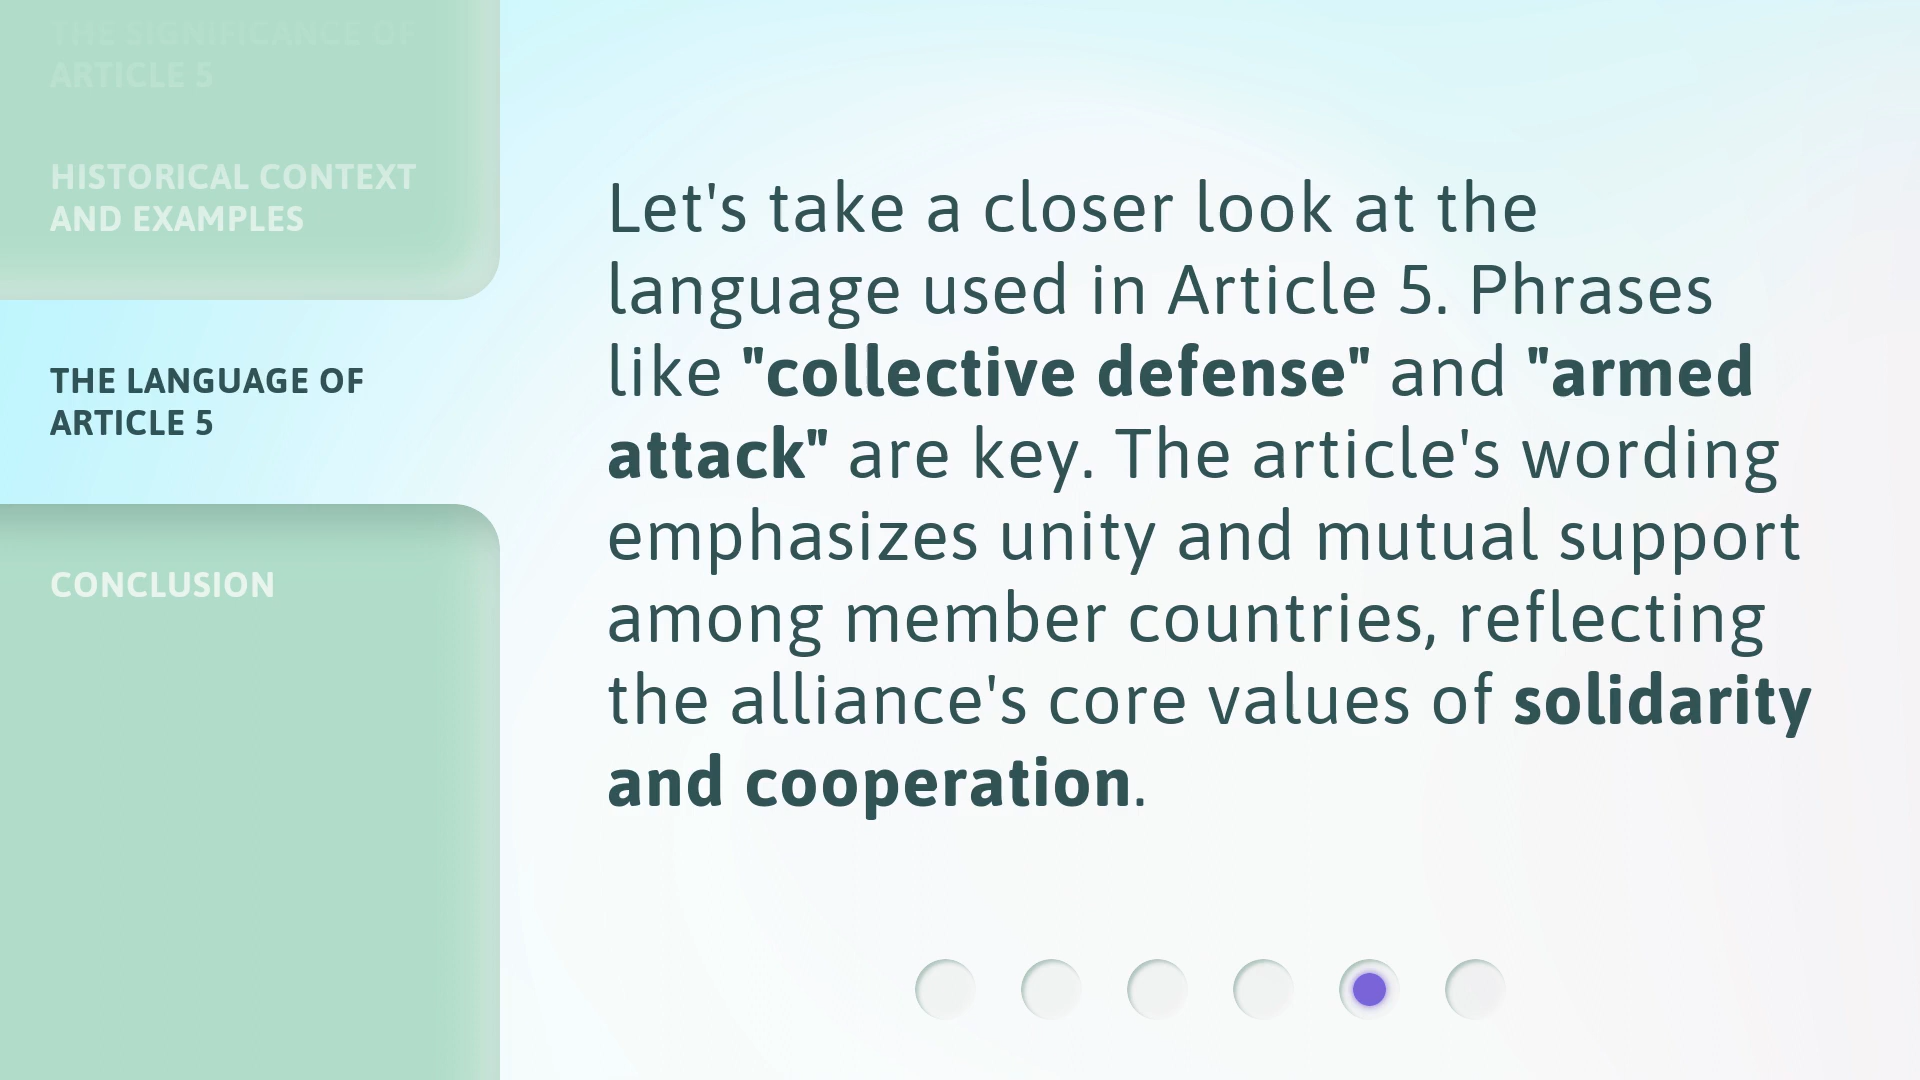 THE SIGNIFICANCE OF
ARTICLE 5
HISTORICAL CONTEXT
AND EXAMPLES
THE LANGUAGE OF
ARTICLE 5
CONCLUSION
Let's take a closer look at the
language used in Article 5. Phrases
like "collective defense" and "armed
attack" are key. The article's wording
emphasizes unity and mutual support
among member countries, reflecting
the alliance's core values of solidarity
and cooperation.